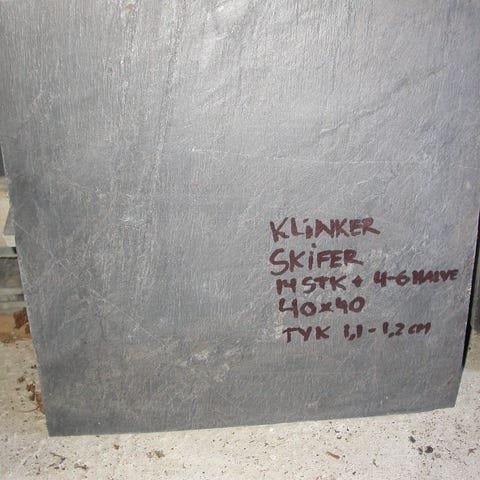 KLINKER
SKIFER
14 STK + 4-6 HALVE
40x40
TYK 1,1 - 1,2 CM